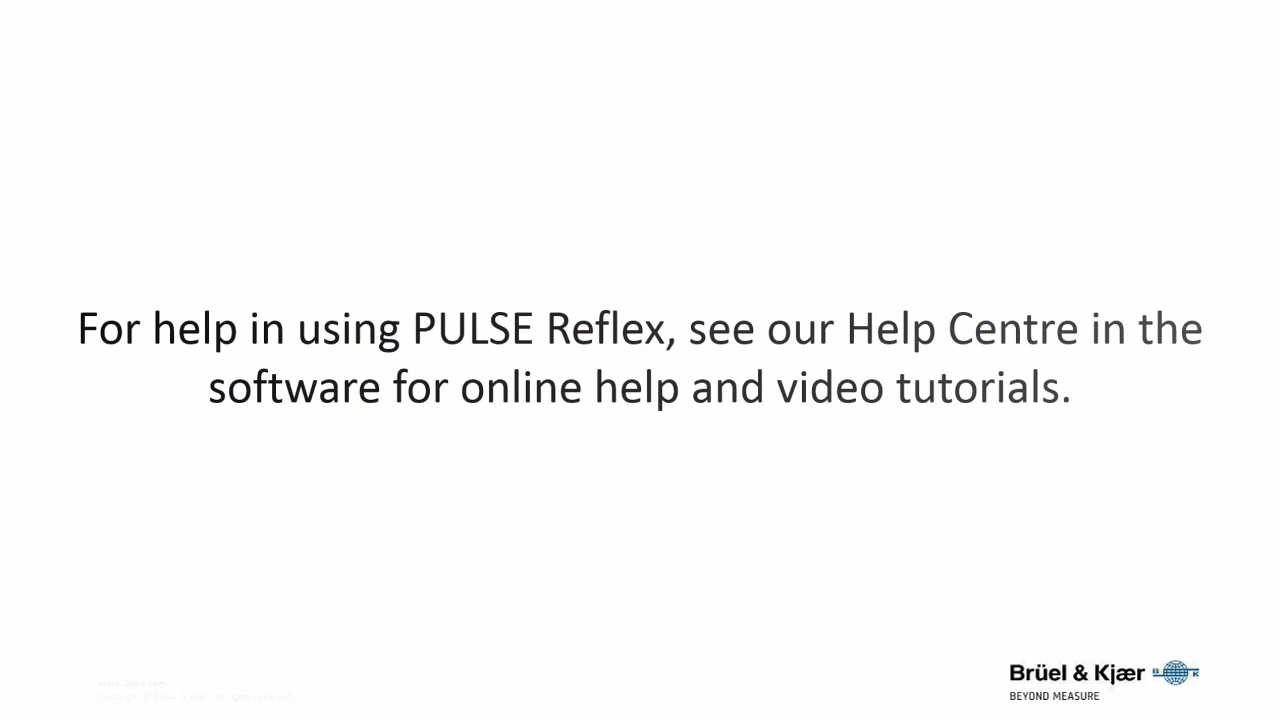 For help in using PULSE Reflex, see our Help Centre in the
software for online help and video tutorials.
Brüel & Kjær B K
BEYOND MEASURE